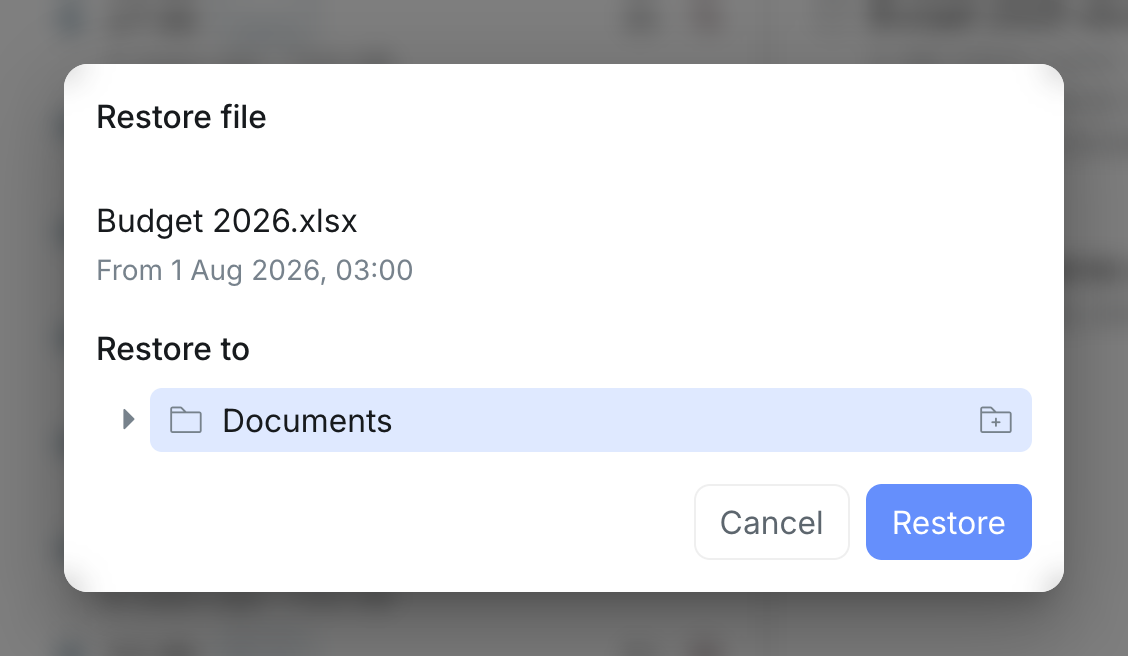 Restore file
Budget 2026.xlsx
From 1 Aug 2026, 03:00
Restore to
Documents
Cancel
Restore